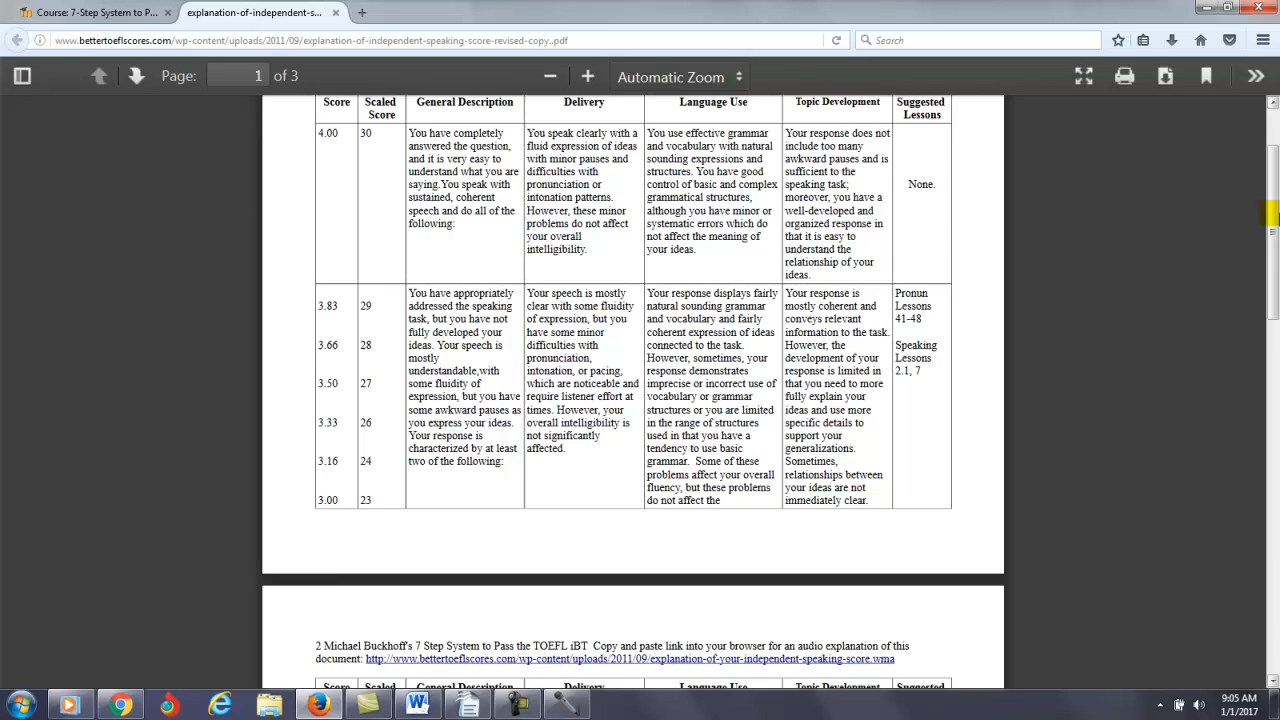 Course: 7-Step System to P...
explanation-of-independent-s...
www.bettertoeflscores.com/wp-content/uploads/2011/09/explanation-of-independent-speaking-score-revised-copy..pdf
Search
Page: 1 of 3
Automatic Zoom
Score
Scaled
Score
General Description
Delivery
Language Use
Topic Development
Suggested
Lessons
4.00
30
You have completely
answered the question,
and it is very easy to
understand what you are
saying.You speak with
sustained, coherent
speech and do all of the
following:
You speak clearly with a
fluid expression of ideas
with minor pauses and
difficulties with
pronunciation or
intonation patterns.
However, these minor
problems do not affect
your overall
intelligibility.
You use effective grammar
and vocabulary with natural
sounding expressions and
structures. You have good
control of basic and complex
grammatical structures,
although you have minor or
systematic errors which do
not affect the meaning of
your ideas.
Your response does not
include too many
awkward pauses and is
sufficient to the
speaking task;
moreover, you have a
well-developed and
organized response in
that it is easy to
understand the
relationship of your
ideas.
None.
3.83
3.66
3.50
3.33
3.16
3.00
29
28
27
26
24
23
You have appropriately
addressed the speaking
task, but you have not
fully developed your
ideas. Your speech is
mostly
understandable,with
some fluidity of
expression, but you have
some awkward pauses as
you express your ideas.
Your response is
characterized by at least
two of the following:
Your speech is mostly
clear with some fluidity
of expression, but you
have some minor
difficulties with
pronunciation,
intonation, or pacing,
which are noticeable and
require listener effort at
times. However, your
overall intelligibility is
not significantly
affected.
Your response displays fairly
natural sounding grammar
and vocabulary and fairly
coherent expression of ideas
connected to the task.
However, sometimes, your
response demonstrates
imprecise or incorrect use of
vocabulary or grammar
structures or you are limited
in the range of structures
used in that you have a
tendency to use basic
grammar. Some of these
problems affect your overall
fluency, but these problems
do not affect the
Your response is
mostly coherent and
conveys relevant
information to the task.
However, the
development of your
response is limited in
that you need to more
fully explain your
ideas and use more
specific details to
support your
generalizations.
Sometimes,
relationships between
your ideas are not
immediately clear.
Pronun
Lessons
41-48
Speaking
Lessons
2.1, 7
2 Michael Buckhoff's 7 Step System to Pass the TOEFL iBT Copy and paste link into your browser for an audio explanation of this
document: http://www.bettertoeflscores.com/wp-content/uploads/2011/09/explanation-of-your-independent-speaking-score.wma
Score
Scaled
General Description
Delivery
Language Use
Topic Development
Suggested
9:05 AM
1/1/2017